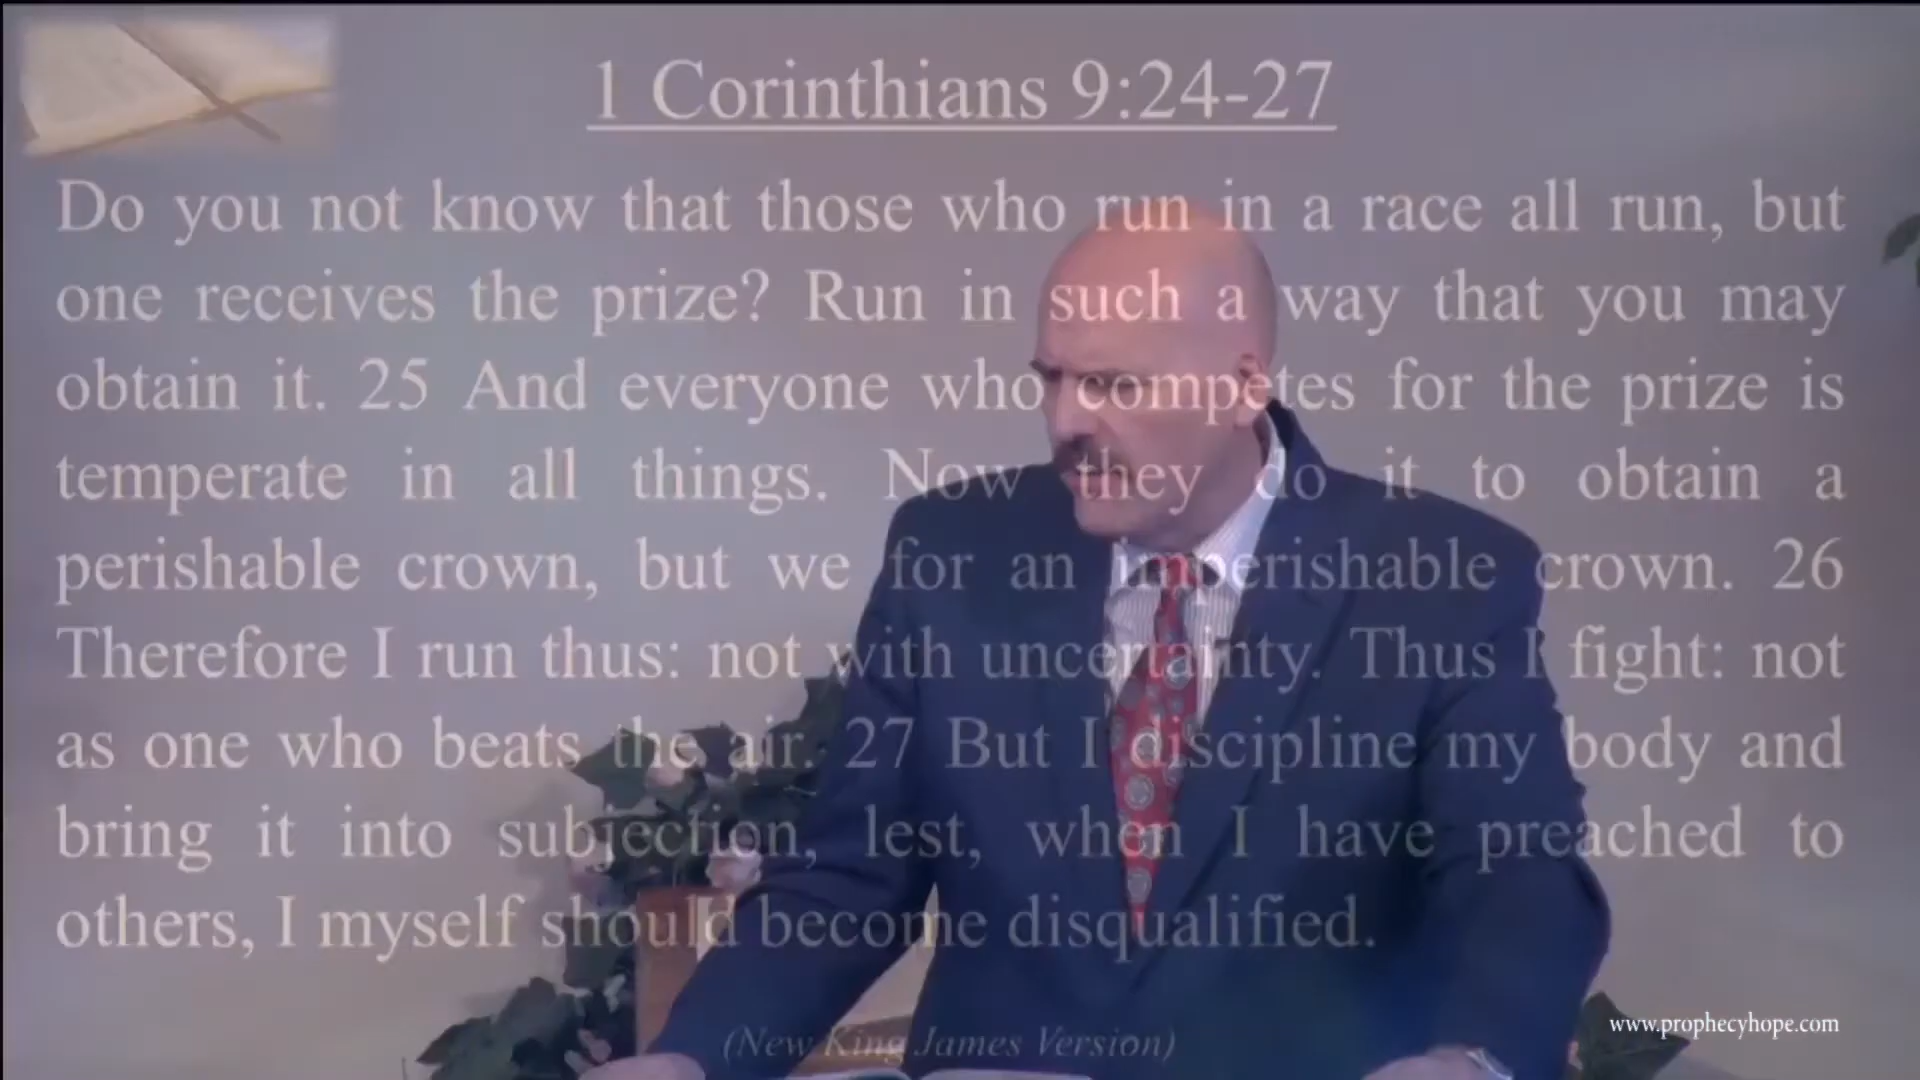 1 Corinthians 9:24-27
Do you not know that those who run in a race all run, but
one receives the prize? Run in such a way that you may
obtain it. 25 And everyone who competes for the prize is
temperate in all things. Now they do it to obtain a
perishable crown, but we for an imperishable crown. 26
Therefore I run thus: not with uncertainty. Thus I fight: not
as one who beats the air. 27 But I discipline my body and
bring it into subjection, lest, when I have preached to
others, I myself should become disqualified.
(New King James Version)
www.prophecyhope.com